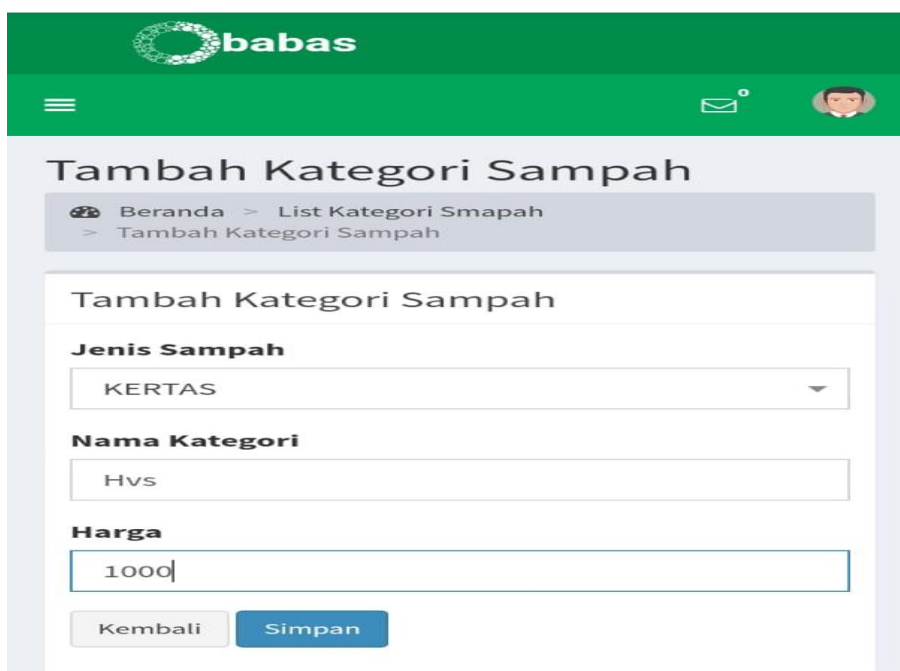 babas
0
Tambah Kategori Sampah
Beranda > List Kategori Smapah
> Tambah Kategori Sampah
Tambah Kategori Sampah
Jenis Sampah
KERTAS
Nama Kategori
Hvs
Harga
1000
Kembali Simpan